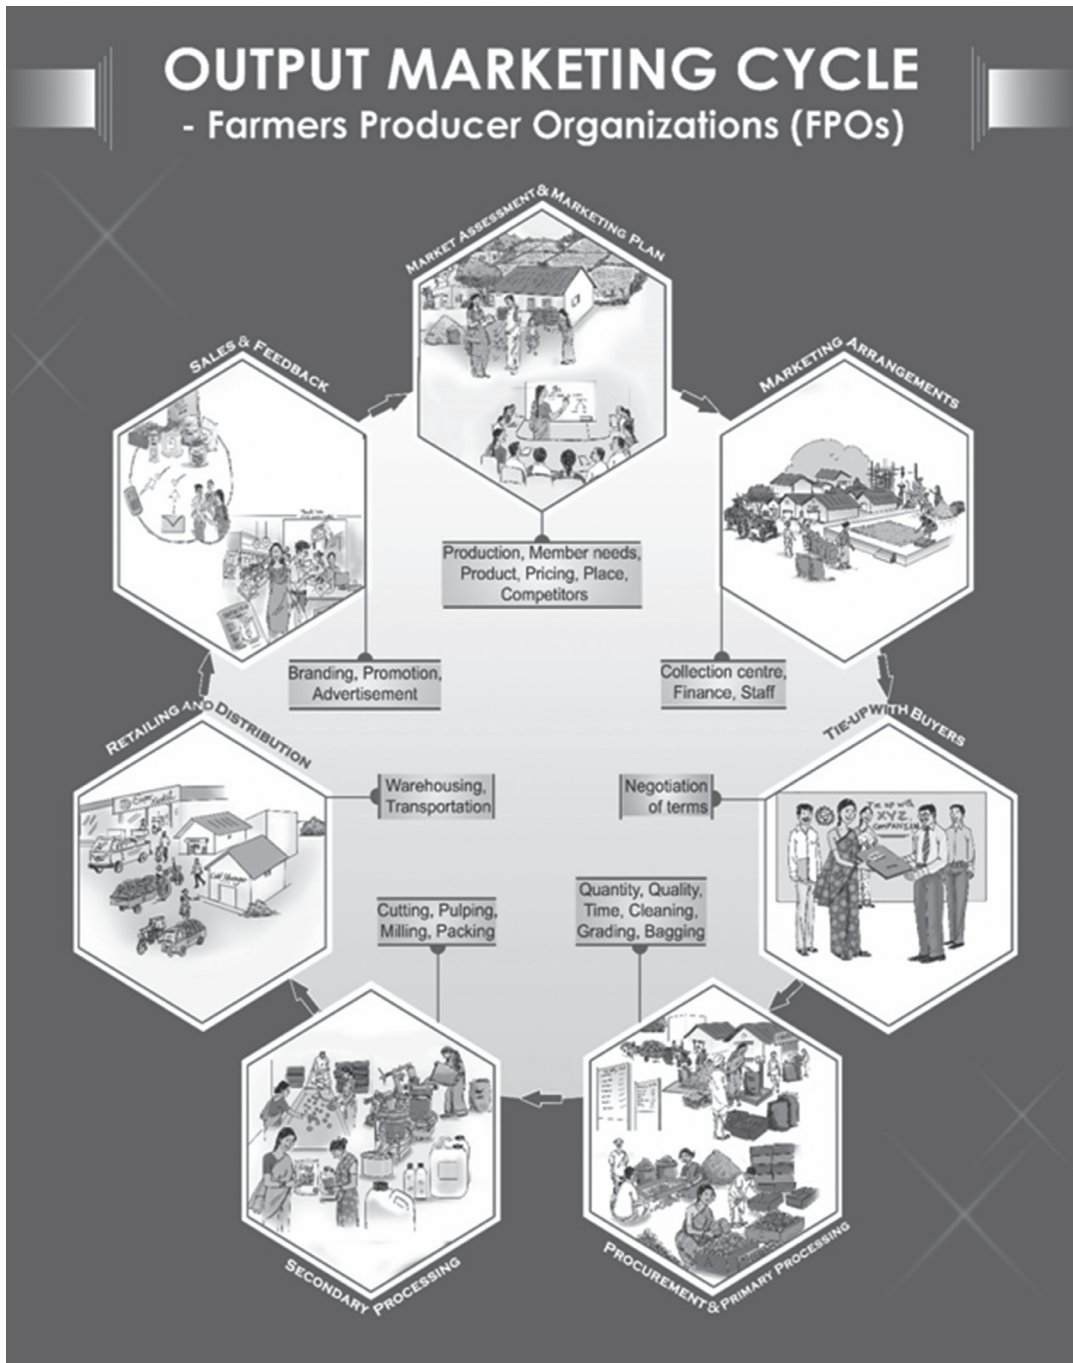 OUTPUT MARKETING CYCLE
- Farmers Producer Organizations (FPOs)
MARKET ASSESSMENT & MARKETING PLAN
Production, Member needs,
Product, Pricing, Place,
Competitors
MARKETING ARRANGEMENTS
Collection centre,
Finance, Staff
TIE-UP WITH BUYERS
Negotiation
of terms
XYZ
PROCUREMENT & PRIMARY PROCESSING
Quantity, Quality,
Time, Cleaning,
Grading, Bagging
SECONDARY PROCESSING
Cutting, Pulping,
Milling, Packing
RETAILING AND DISTRIBUTION
Warehousing,
Transportation
SALES & FEEDBACK
Branding, Promotion,
Advertisement